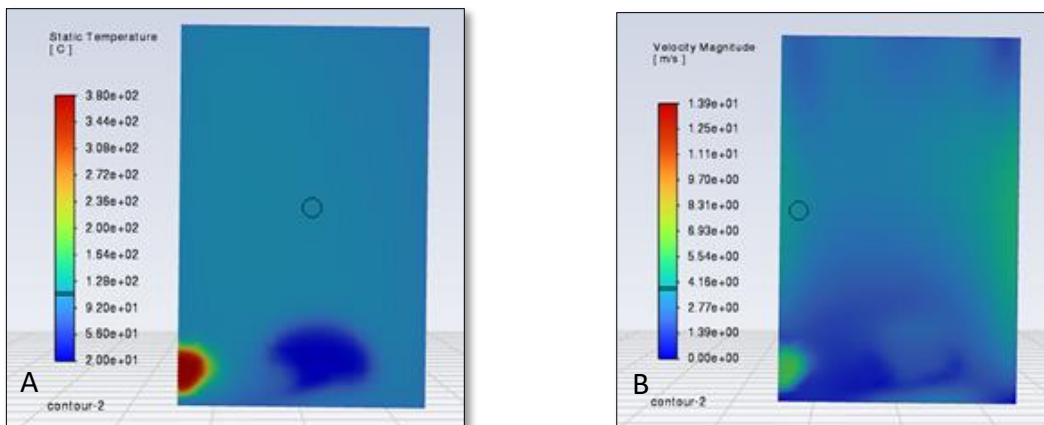 Static Temperature
[ C ]
3.80e+02
3.44e+02
3.08e+02
2.72e+02
2.36e+02
2.00e+02
1.64e+02
1.28e+02
9.20e+01
5.60e+01
2.00e+01
A
contour-2
Velocity Magnitude
[ m/s ]
1.39e+01
1.25e+01
1.11e+01
9.70e+00
8.31e+00
6.93e+00
5.54e+00
4.16e+00
2.77e+00
1.39e+00
0.00e+00
B
contour-2